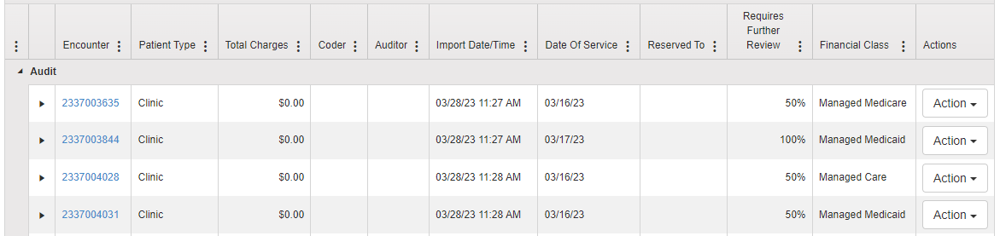 Encounter Patient Type Total Charges Coder Auditor Import Date/Time Date Of Service Reserved To Requires Further Review Financial Class Actions
Audit
2337003635 Clinic $0.00 03/28/23 11:27 AM 03/16/23 50% Managed Medicare Action
2337003844 Clinic $0.00 03/28/23 11:27 AM 03/17/23 100% Managed Medicaid Action
2337004028 Clinic $0.00 03/28/23 11:28 AM 03/16/23 50% Managed Care Action
2337004031 Clinic $0.00 03/28/23 11:28 AM 03/16/23 50% Managed Medicaid Action